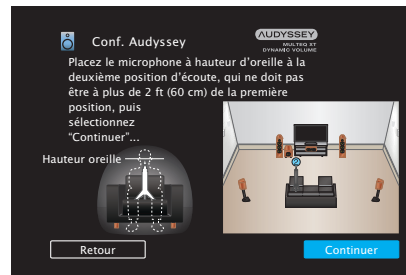 Conf. Audyssey
AUDYSSEY
MULTEQ XT
DYNAMIC VOLUME
Placez le microphone à hauteur d’oreille à la
deuxième position d’écoute, qui ne doit pas
être à plus de 2 ft (60 cm) de la première
position, puis
sélectionnez
“Continuer”...
Hauteur oreille
Retour
Continuer